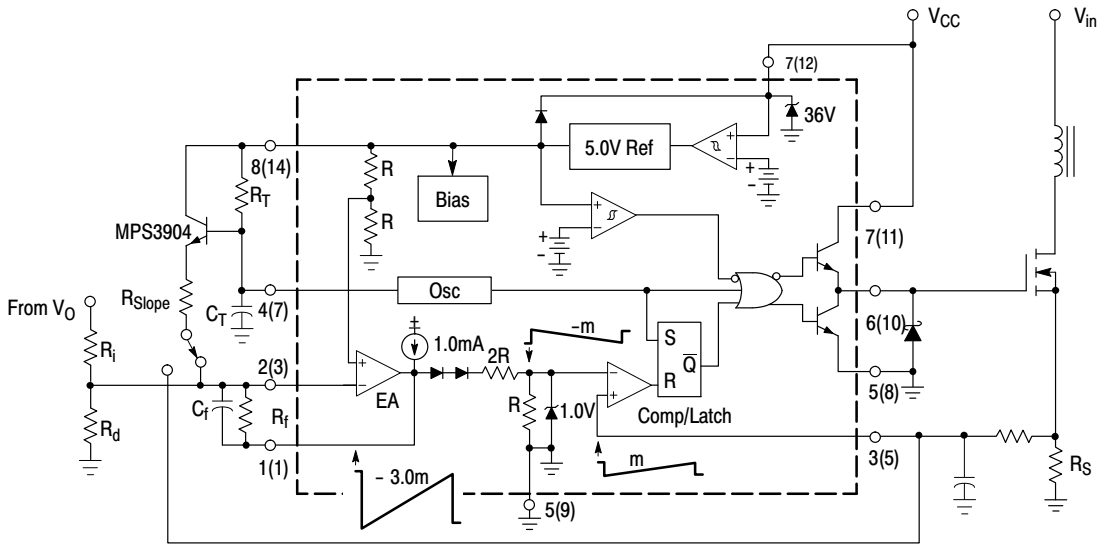 V_CC
V_in
7(12)
36V
8(14)
R
5.0V Ref
+
-
R_T
Bias
+
-
R
MPS3904
+
-
7(11)
+
-
R_Slope
Osc
4(7)
C_T
From V_O
6(10)
1.0mA
-m
S
R_i
2R
Q̅
2(3)
+
-
-
R
5(8)
EA
+
C_f
R_f
R
1.0V
Comp/Latch
R_d
1(1)
3(5)
m
R_S
- 3.0m
5(9)